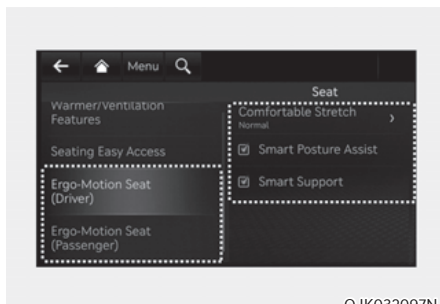 Menu
Seat
Warmer/Ventilation
Features
Seating Easy Access
Ergo-Motion Seat
(Driver)
Ergo-Motion Seat
(Passenger)
Comfortable Stretch
Normal
Smart Posture Assist
Smart Support
OJK032097N